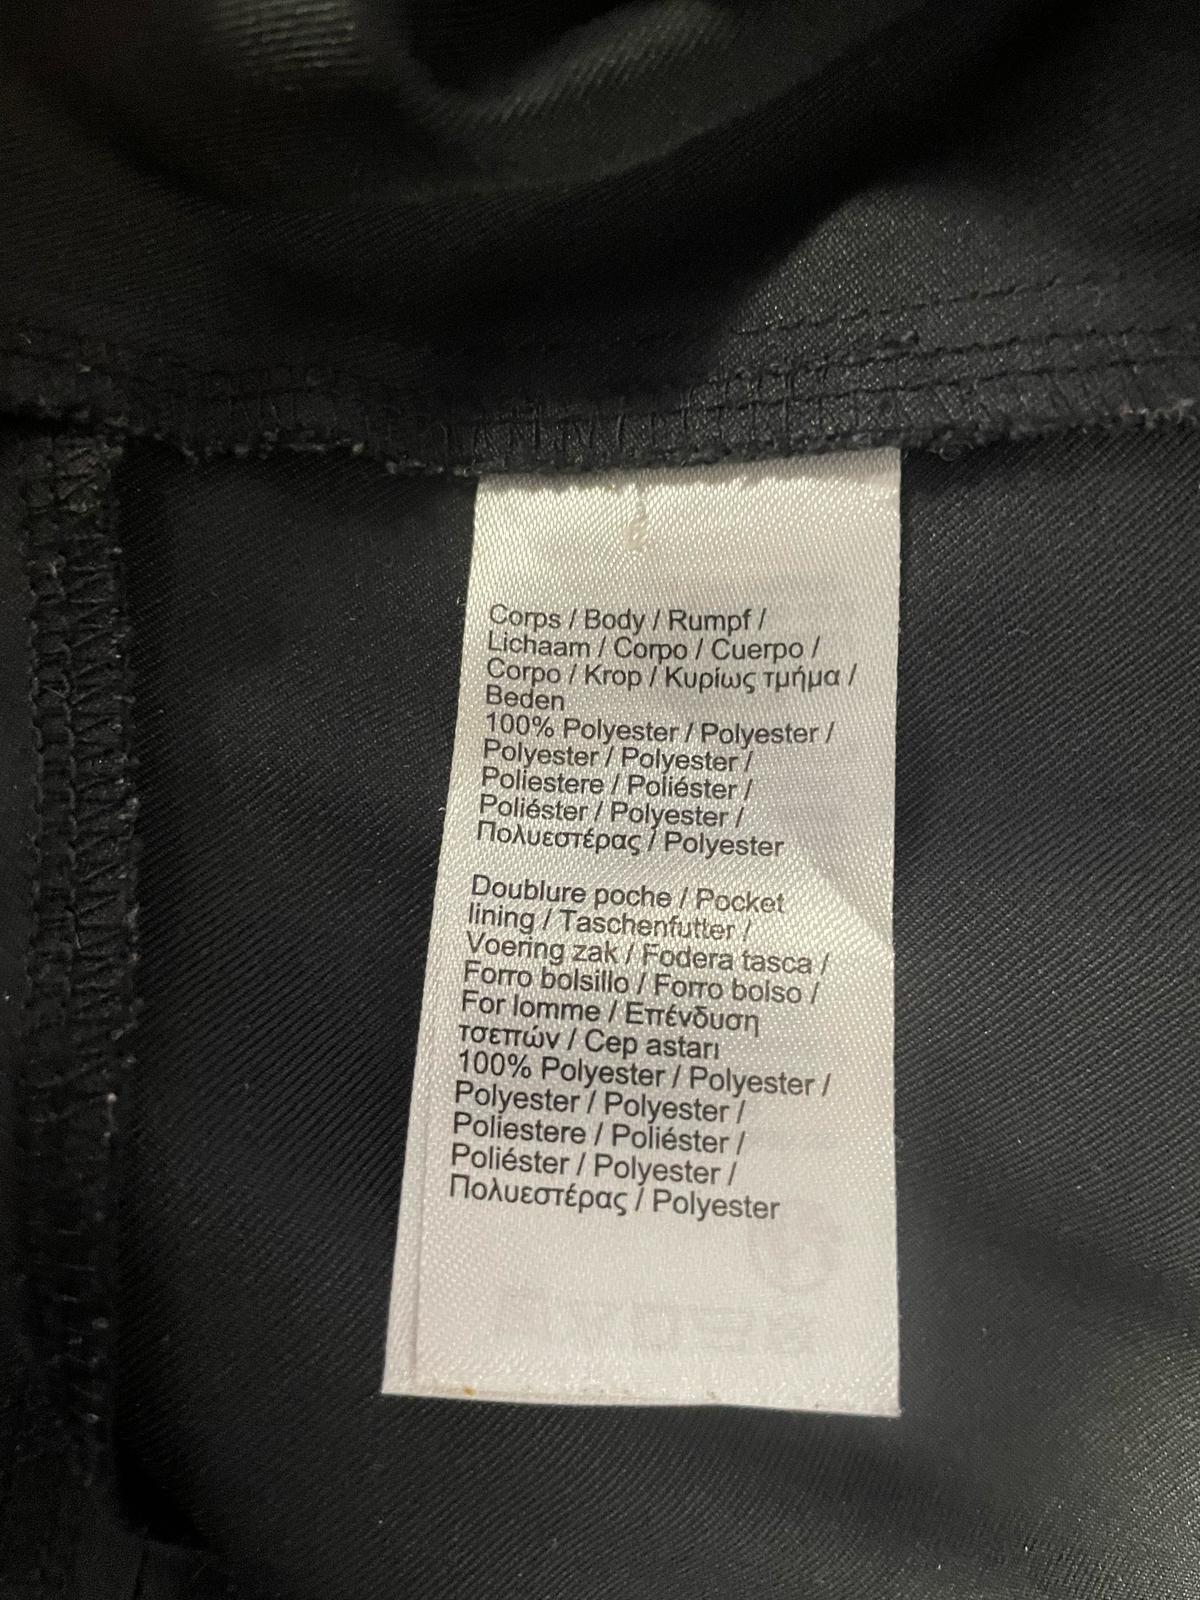 Corps / Body / Rumpf /
Lichaam / Corpo / Cuerpo /
Corpo / Krop / Κυρίως τμήμα /
Beden
100% Polyester / Polyester /
Polyester / Polyester /
Poliestere / Poliéster /
Poliéster / Polyester /
Πολυεστέρας / Polyester
Doublure poche / Pocket
lining / Taschenfutter /
Voering zak / Fodera tasca /
Forro bolsillo / Forro bolso /
For lomme / Επένδυση
τσεπών / Cep astarı
100% Polyester / Polyester /
Polyester / Polyester /
Poliestere / Poliéster /
Poliéster / Polyester /
Πολυεστέρας / Polyester